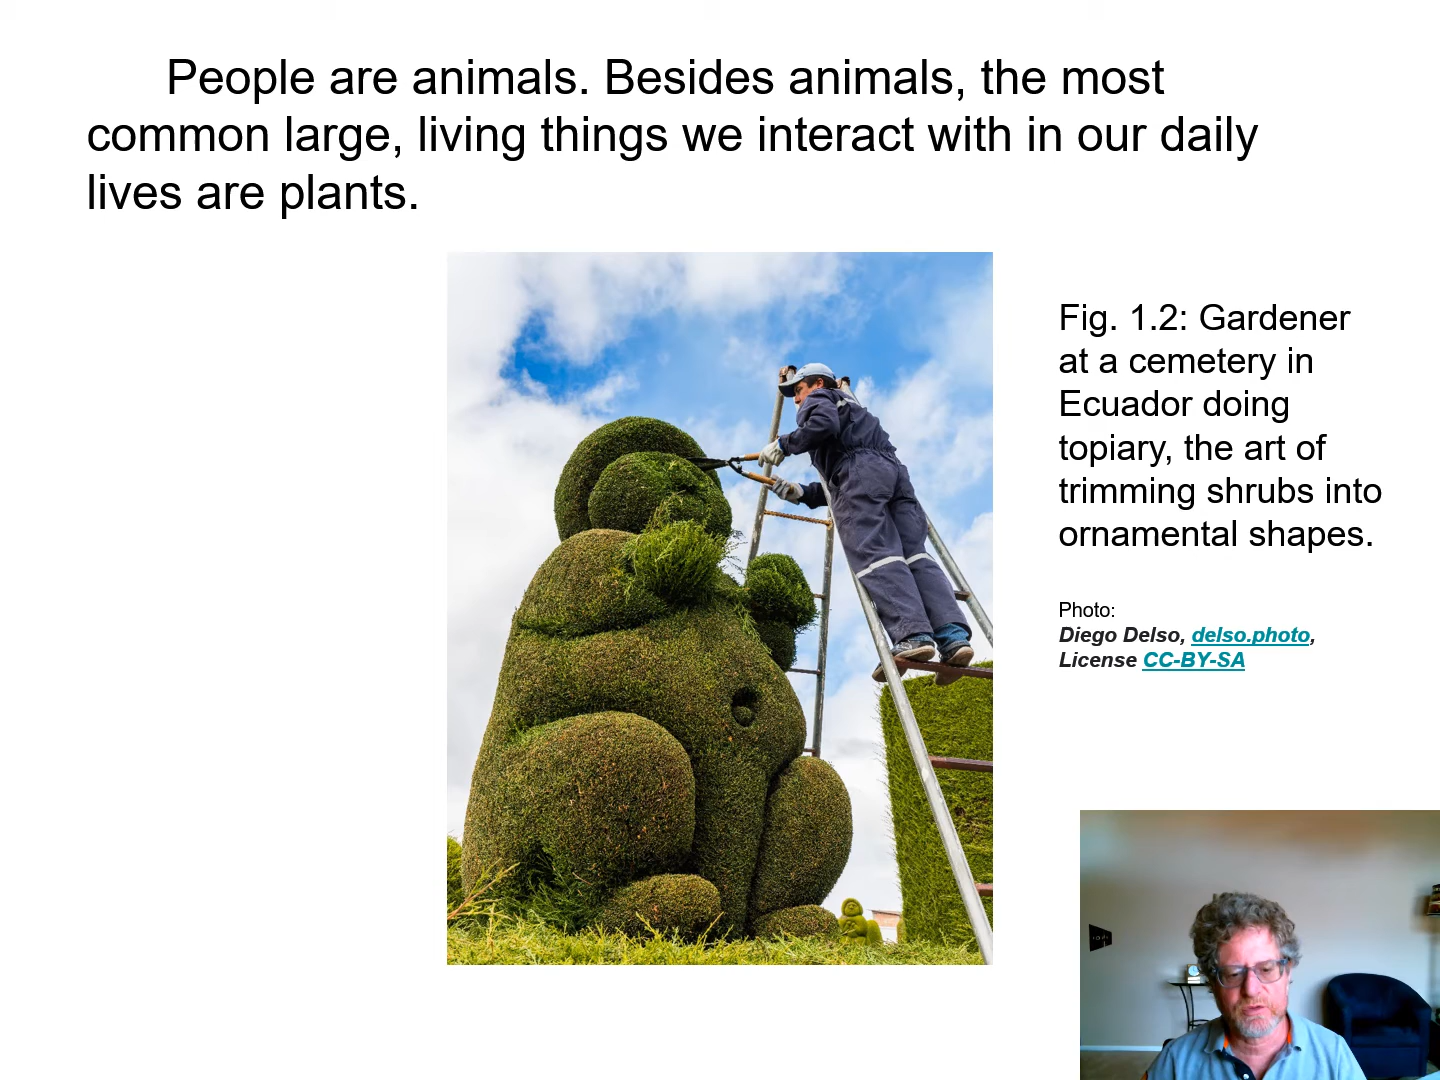 People are animals. Besides animals, the most
common large, living things we interact with in our daily
lives are plants.
Fig. 1.2: Gardener
at a cemetery in
Ecuador doing
topiary, the art of
trimming shrubs into
ornamental shapes.
Photo:
Diego Delso, delso.photo,
License CC-BY-SA